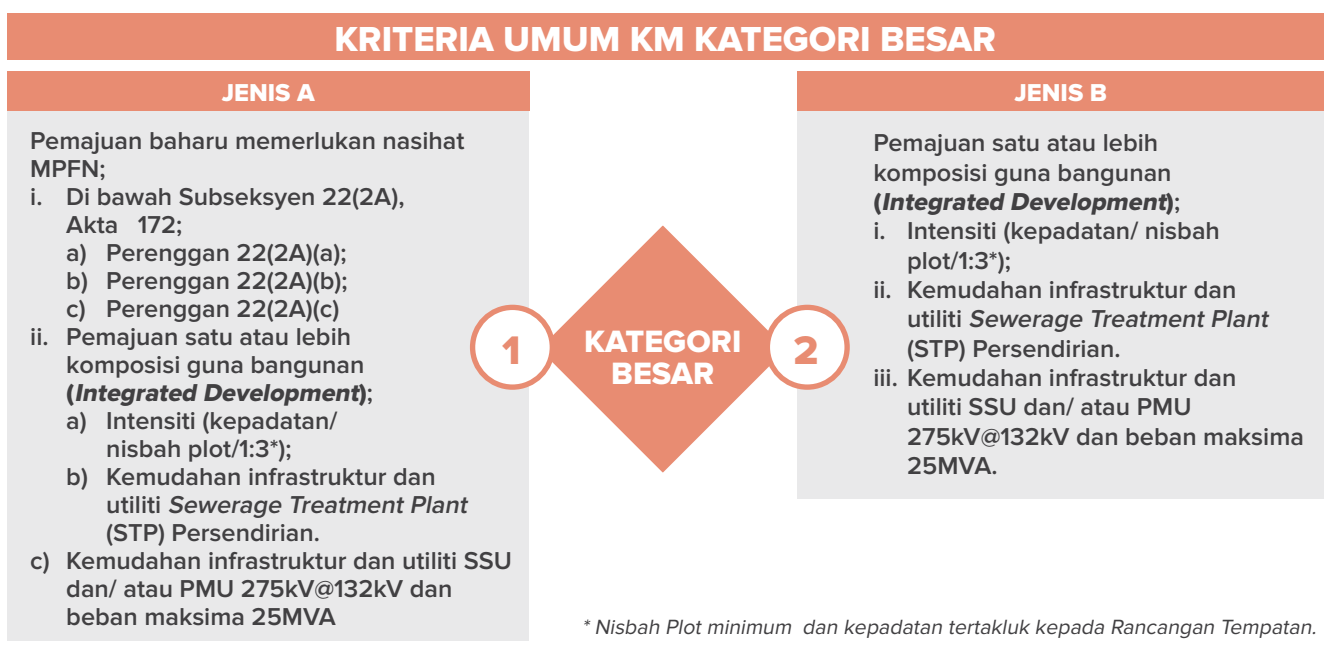 KRITERIA UMUM KM KATEGORI BESAR
JENIS A
Pemajuan baharu memerlukan nasihat
MPFN;
i. Di bawah Subseksyen 22(2A),
Akta 172;
a) Perenggan 22(2A)(a);
b) Perenggan 22(2A)(b);
c) Perenggan 22(2A)(c)
ii. Pemajuan satu atau lebih
komposisi guna bangunan
(Integrated Development);
a) Intensiti (kepadatan/
nisbah plot/1:3*);
b) Kemudahan infrastruktur dan
utiliti Sewerage Treatment Plant
(STP) Persendirian.
c) Kemudahan infrastruktur dan utiliti SSU
dan/ atau PMU 275kV@132kV dan
beban maksima 25MVA
1
KATEGORI
BESAR
2
JENIS B
Pemajuan satu atau lebih
komposisi guna bangunan
(Integrated Development);
i. Intensiti (kepadatan/ nisbah
plot/1:3*);
ii. Kemudahan infrastruktur dan
utiliti Sewerage Treatment Plant
(STP) Persendirian.
iii. Kemudahan infrastruktur dan
utiliti SSU dan/ atau PMU
275kV@132kV dan beban maksima
25MVA.
* Nisbah Plot minimum dan kepadatan tertakluk kepada Rancangan Tempatan.